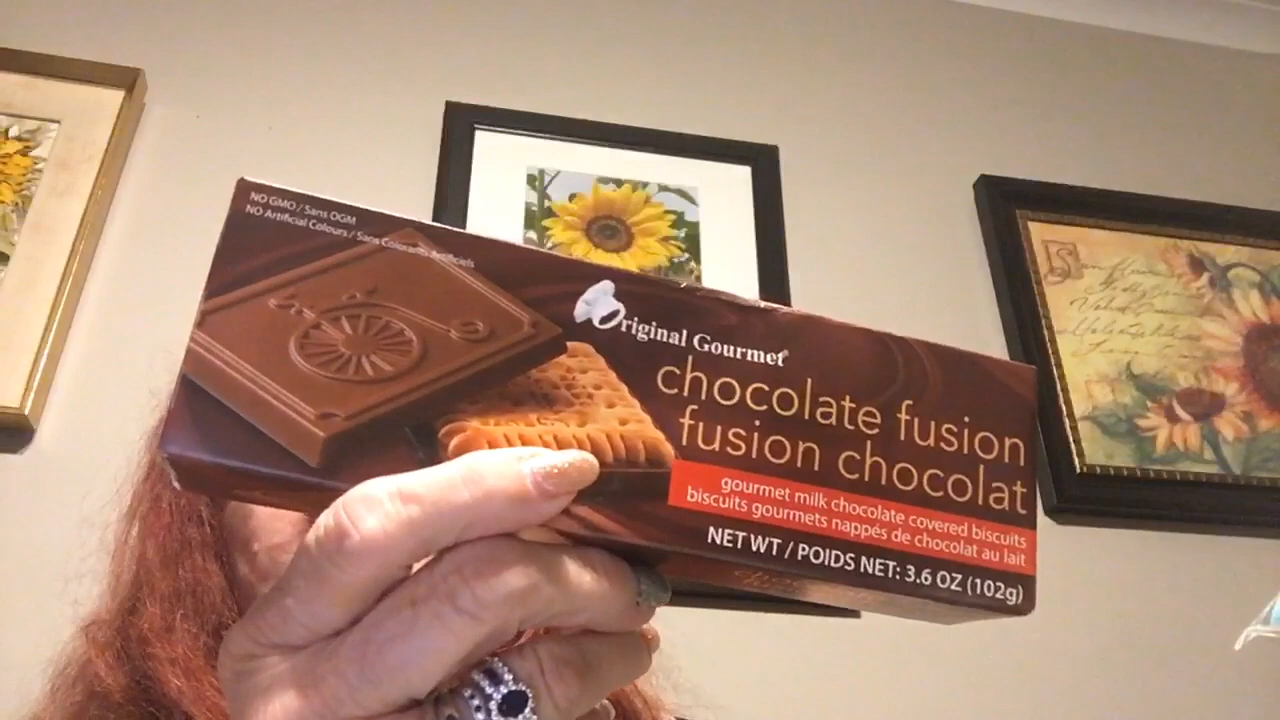 NO GMO / Sans OGM
NO Artificial Colours / Sans Colorants Artificiels
Original Gourmet
chocolate fusion
fusion chocolat
gourmet milk chocolate covered biscuits
biscuits gourmets nappés de chocolat au lait
NET WT / POIDS NET: 3.6 OZ (102g)